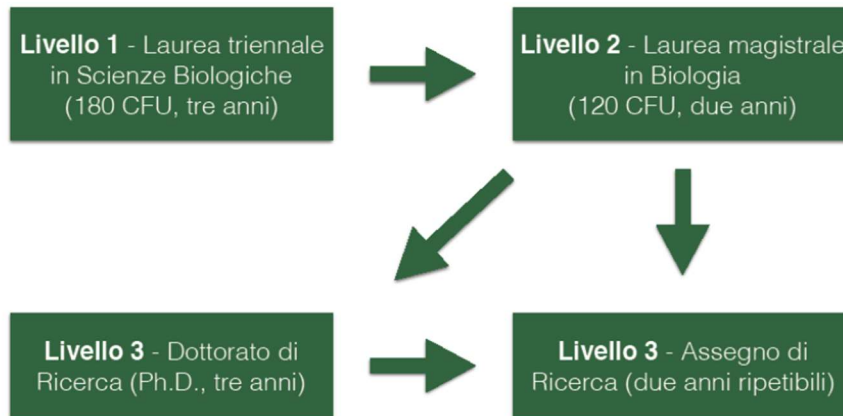 Livello 1 - Laurea triennale
in Scienze Biologiche
(180 CFU, tre anni)
Livello 2 - Laurea magistrale
in Biologia
(120 CFU, due anni)
Livello 3 - Dottorato di
Ricerca (Ph.D., tre anni)
Livello 3 - Assegno di
Ricerca (due anni ripetibili)